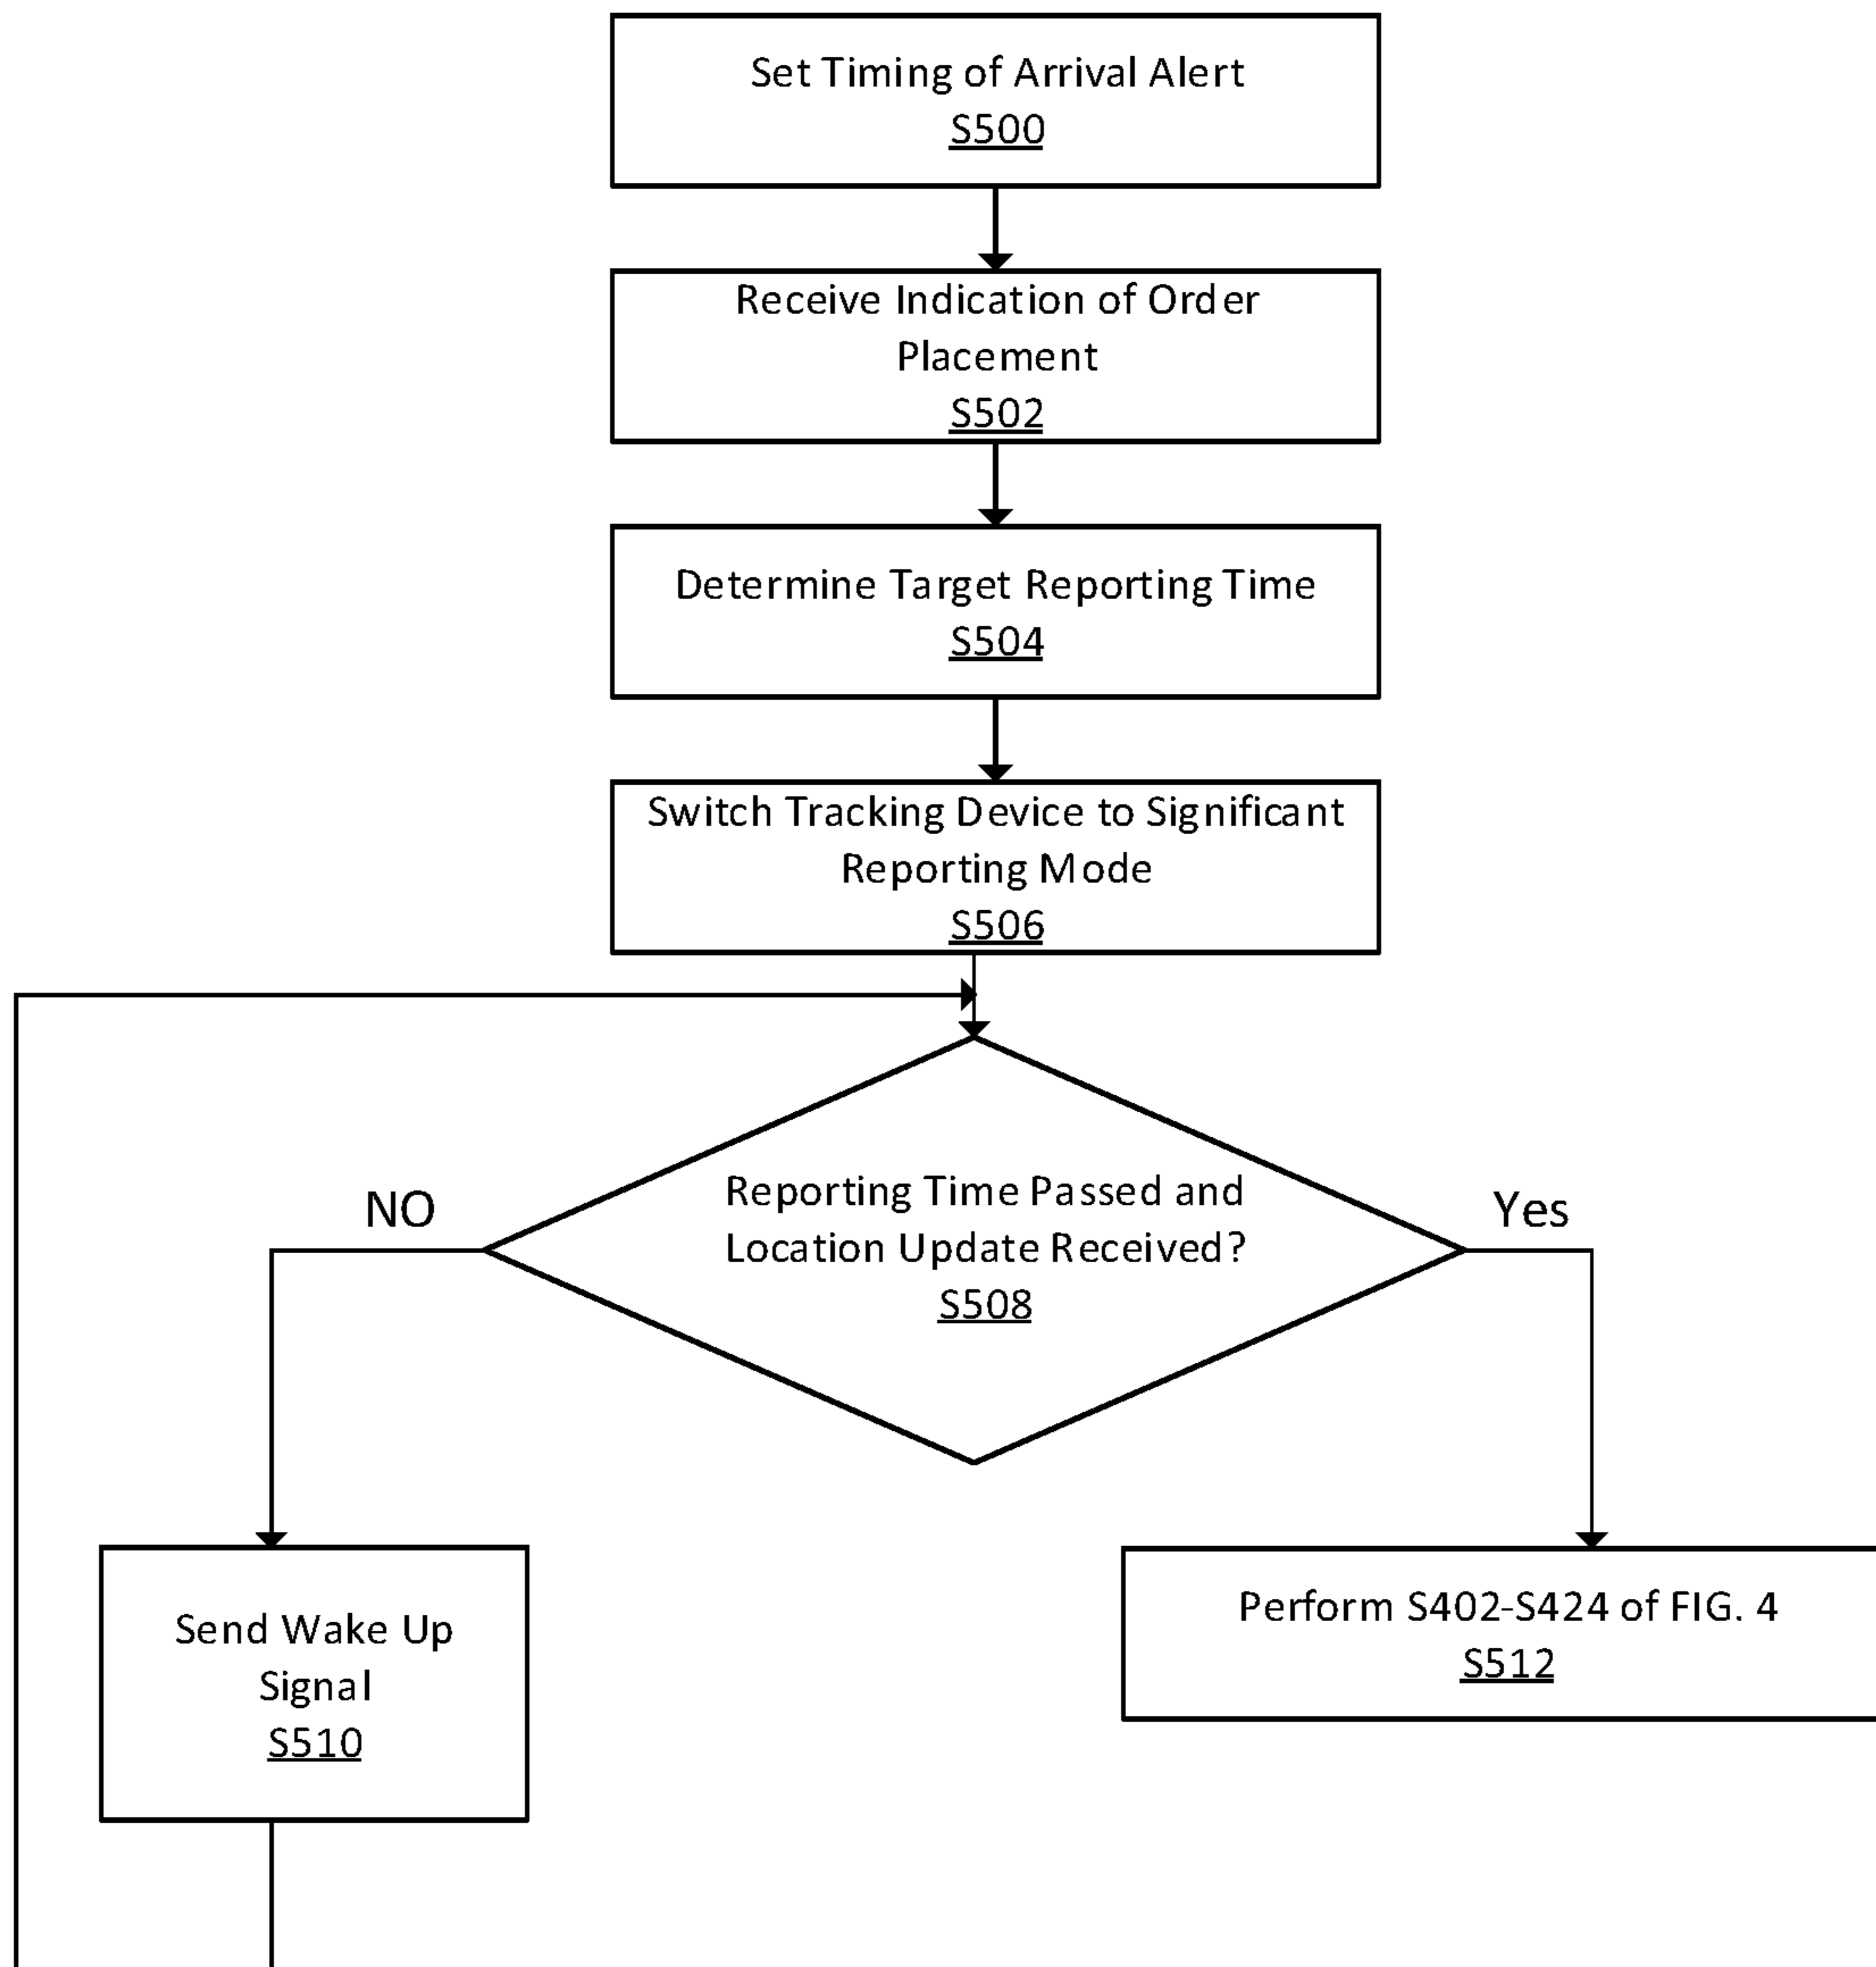 Set Timing of Arrival Alert
S500
Receive Indication of Order
Placement
S502
Determine Target Reporting Time
S504
Switch Tracking Device to Significant
Reporting Mode
S506
Reporting Time Passed and
Location Update Received?
S508
NO
Yes
Send Wake Up
Signal
S510
Perform S402-S424 of FIG. 4
S512